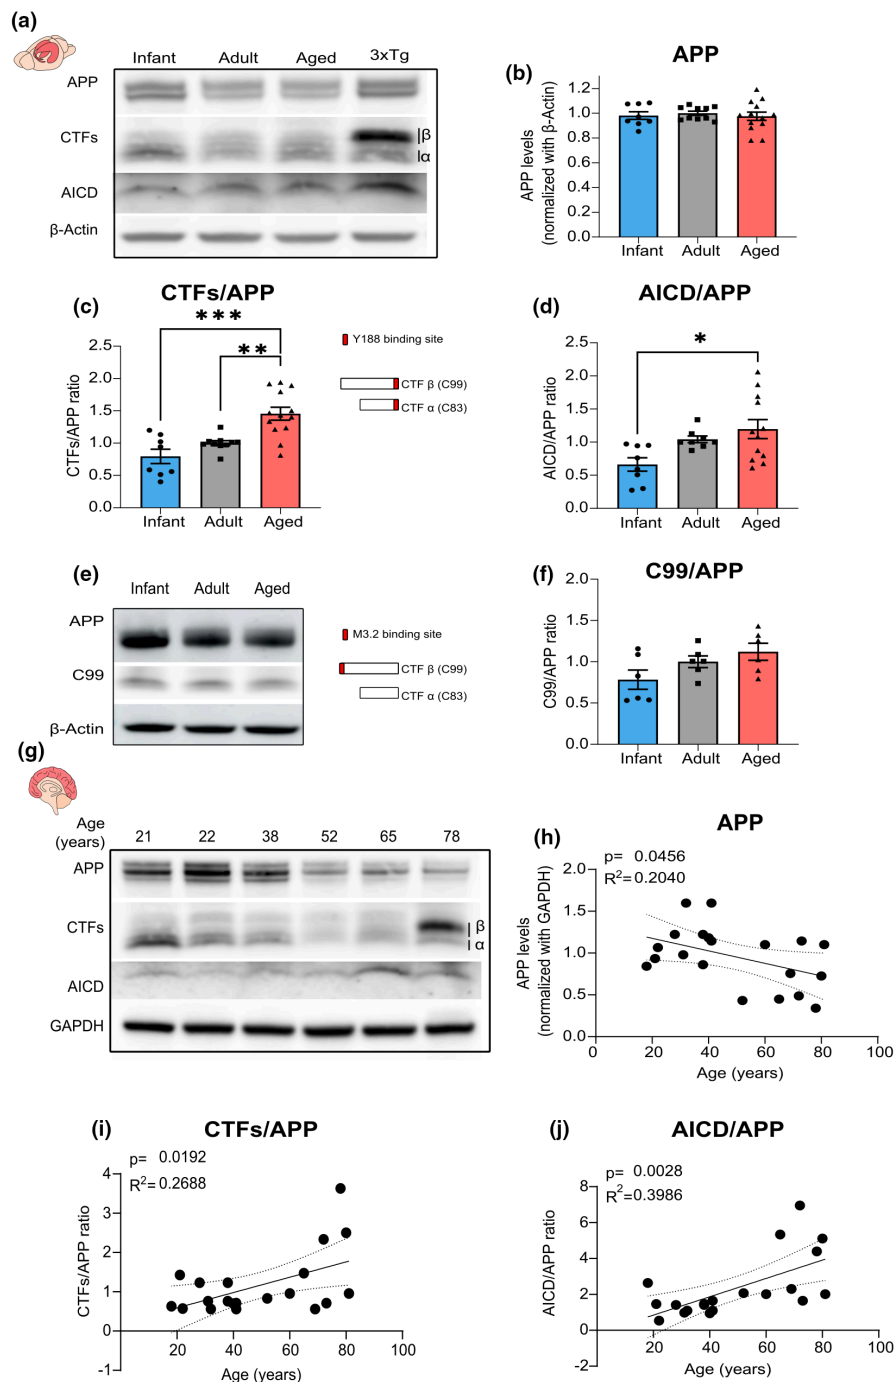 (a)
Infant Adult Aged 3xTg
APP
CTFs
β
α
AICD
β-Actin
(b)
APP
APP levels
(normalized with β-Actin)
1.2
1.0
0.8
0.6
0.4
0.2
0.0
Infant Adult Aged
(c)
CTFs/APP
***
**
CTFs/APP ratio
2.5
2.0
1.5
1.0
0.5
0.0
Infant Adult Aged
Y188 binding site
CTF β (C99)
CTF α (C83)
(d)
AICD/APP
*
AICD/APP ratio
2.5
2.0
1.5
1.0
0.5
0.0
Infant Adult Aged
(e)
Infant Adult Aged
APP
C99
β-Actin
M3.2 binding site
CTF β (C99)
CTF α (C83)
(f)
C99/APP
C99/APP ratio
2.0
1.5
1.0
0.5
0.0
Infant Adult Aged
(g)
Age
(years) 21 22 38 52 65 78
APP
CTFs
β
α
AICD
GAPDH
(h)
APP
p= 0.0456
R²=0.2040
APP levels
(normalized with GAPDH)
2.0
1.5
1.0
0.5
0.0
0 20 40 60 80 100
Age (years)
(i)
CTFs/APP
p= 0.0192
R²=0.2688
CTFs/APP ratio
4
3
2
1
0
-1
20 40 60 80 100
Age (years)
(j)
AICD/APP
p= 0.0028
R²=0.3986
AICD/APP ratio
8
6
4
2
0
-2
20 40 60 80 100
Age (years)